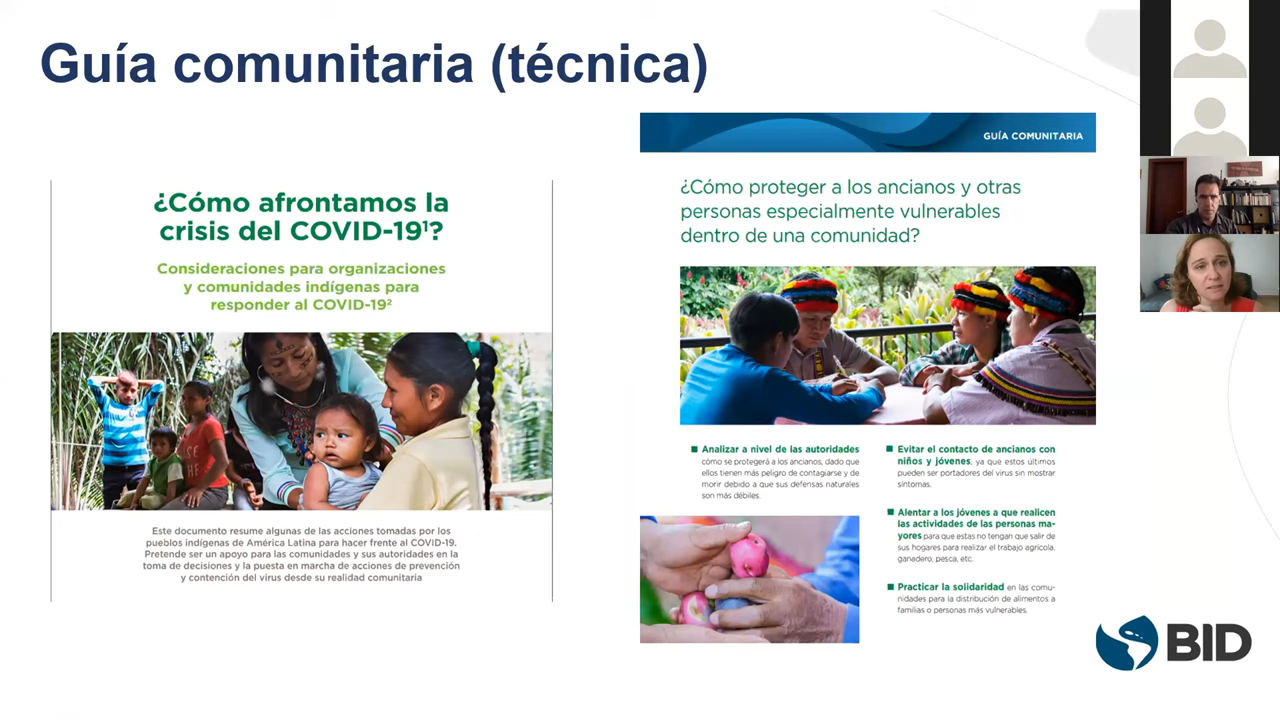 Guía comunitaria (técnica)
¿Cómo afrontamos la
crisis del COVID-19¹?
Consideraciones para organizaciones
y comunidades indígenas para
responder al COVID-19²
Este documento resume algunas de las acciones tomadas por los
pueblos indígenas de América Latina para hacer frente al COVID-19.
Pretende ser un apoyo para las comunidades y sus autoridades en la
toma de decisiones y la puesta en marcha de acciones de prevención
y contención del virus desde su realidad comunitaria
GUÍA COMUNITARIA
¿Cómo proteger a los ancianos y otras
personas especialmente vulnerables
dentro de una comunidad?
■ Analizar a nivel de las autoridades
cómo se protegerá a los ancianos, dado que
ellos tienen más peligro de contagiarse y de
morir debido a que sus defensas naturales
son más débiles.
■ Evitar el contacto de ancianos con
niños y jóvenes, ya que estos últimos
pueden ser portadores del virus sin mostrar
síntomas.
■ Alentar a los jóvenes a que realicen
las actividades de las personas ma-
yores para que estas no tengan que salir de
sus hogares para realizar el trabajo agrícola,
ganadero, pesca, etc.
■ Practicar la solidaridad en las comu-
nidades para la distribución de alimentos a
familias o personas más vulnerables.
BID